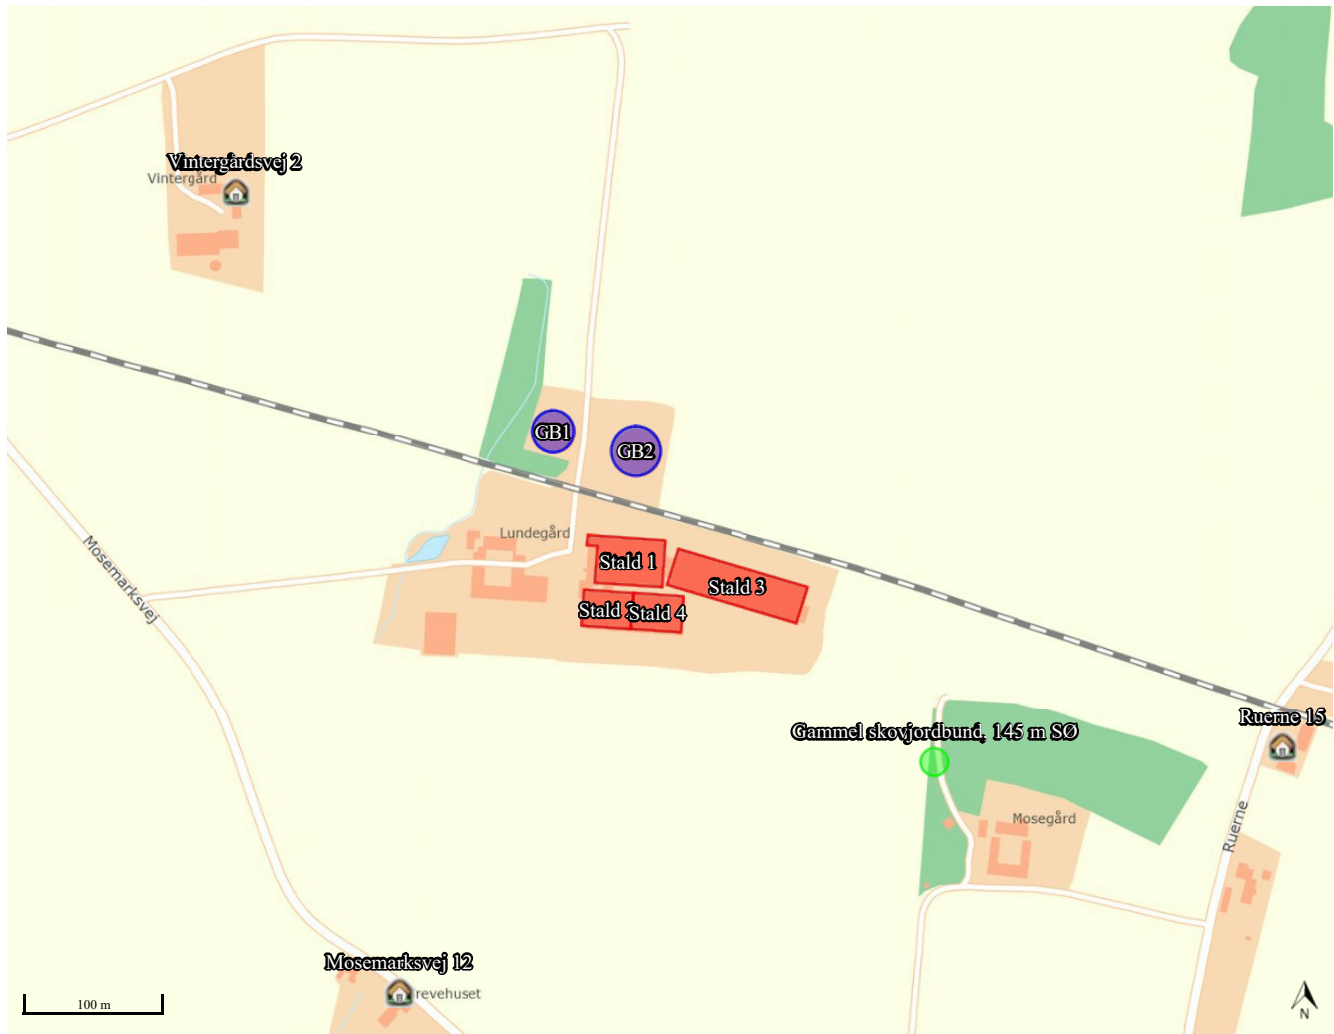 Vintergårdsvej 2
Vintergård
GB1
GB2
Lundegård
Stald 1
Stald 3
Stald
Stald 4
Mosemarksvej
Ruerne 15
Gammel skovjordbund, 145 m SØ
Mosegård
Ruerne
Mosemarksvej 12
revehuset
100 m
N